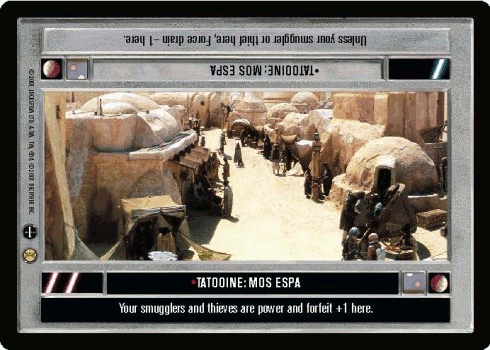 Unless your smuggler or thief here, Force drain –1 here.
•TATOOINE: MOS ESPA
•TATOOINE: MOS ESPA
Your smugglers and thieves are power and forfeit +1 here.